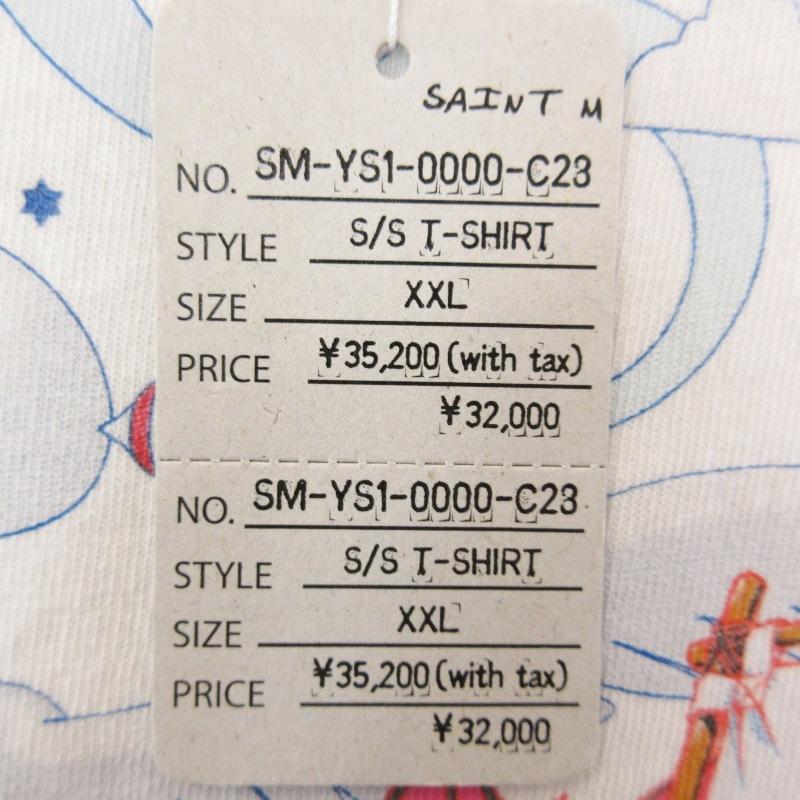 SAINT M
NO. SM-YS1-0000-C23
STYLE S/S T-SHIRT
SIZE XXL
PRICE ¥35,200(with tax)
¥32,000
NO. SM-YS1-0000-C23
STYLE S/S T-SHIRT
SIZE XXL
PRICE ¥35,200(with tax)
¥32,000